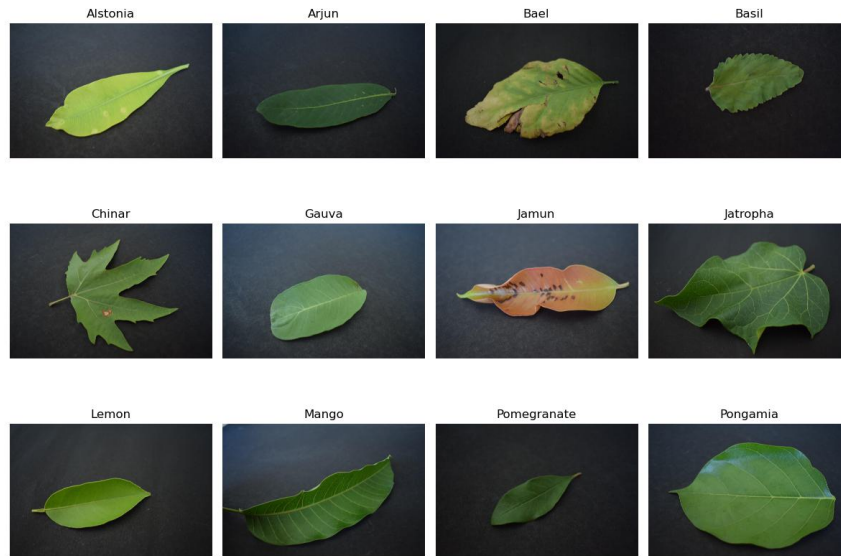 Alstonia Arjun Bael Basil
Chinar Gauva Jamun Jatropha
Lemon Mango Pomegranate Pongamia